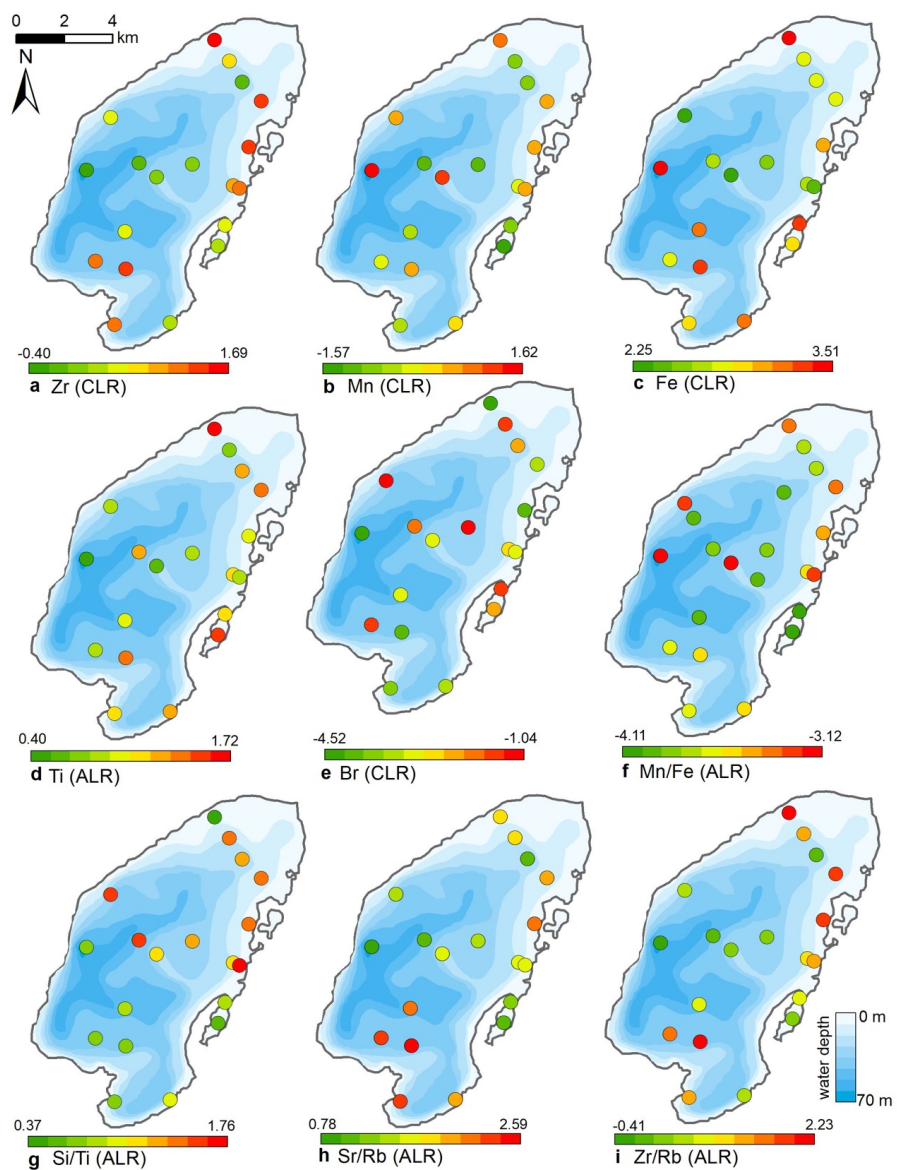 0 2 4
km
N
-0.40 1.69
a Zr (CLR)
-1.57 1.62
b Mn (CLR)
2.25 3.51
c Fe (CLR)
0.40 1.72
d Ti (ALR)
-4.52 -1.04
e Br (CLR)
-4.11 -3.12
f Mn/Fe (ALR)
0.37 1.76
g Si/Ti (ALR)
0.78 2.59
h Sr/Rb (ALR)
-0.41 2.23
i Zr/Rb (ALR)
0 m
water depth
70 m